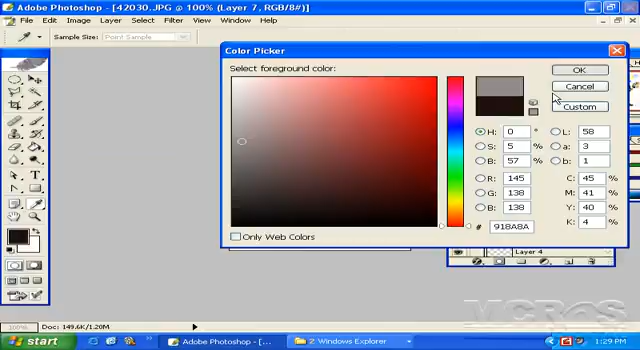 Adobe Photoshop - [42030.JPG @ 100% (Layer 7, RGB/8#)]
File Edit Image Layer Select Filter View Window Help
Sample Size: Point Sample
Color Picker
Select foreground color:
OK
Cancel
Custom
H: 0 °
S: 5 %
B: 57 %
R: 145
G: 138
B: 138
L: 58
a: 3
b: 1
C: 45 %
M: 41 %
Y: 40 %
K: 4 %
# 918A8A
Only Web Colors
Layer 4
100% Doc: 149.6K/1.20M
start
Adobe Photoshop - [...
2 Windows Explorer
1:29 PM